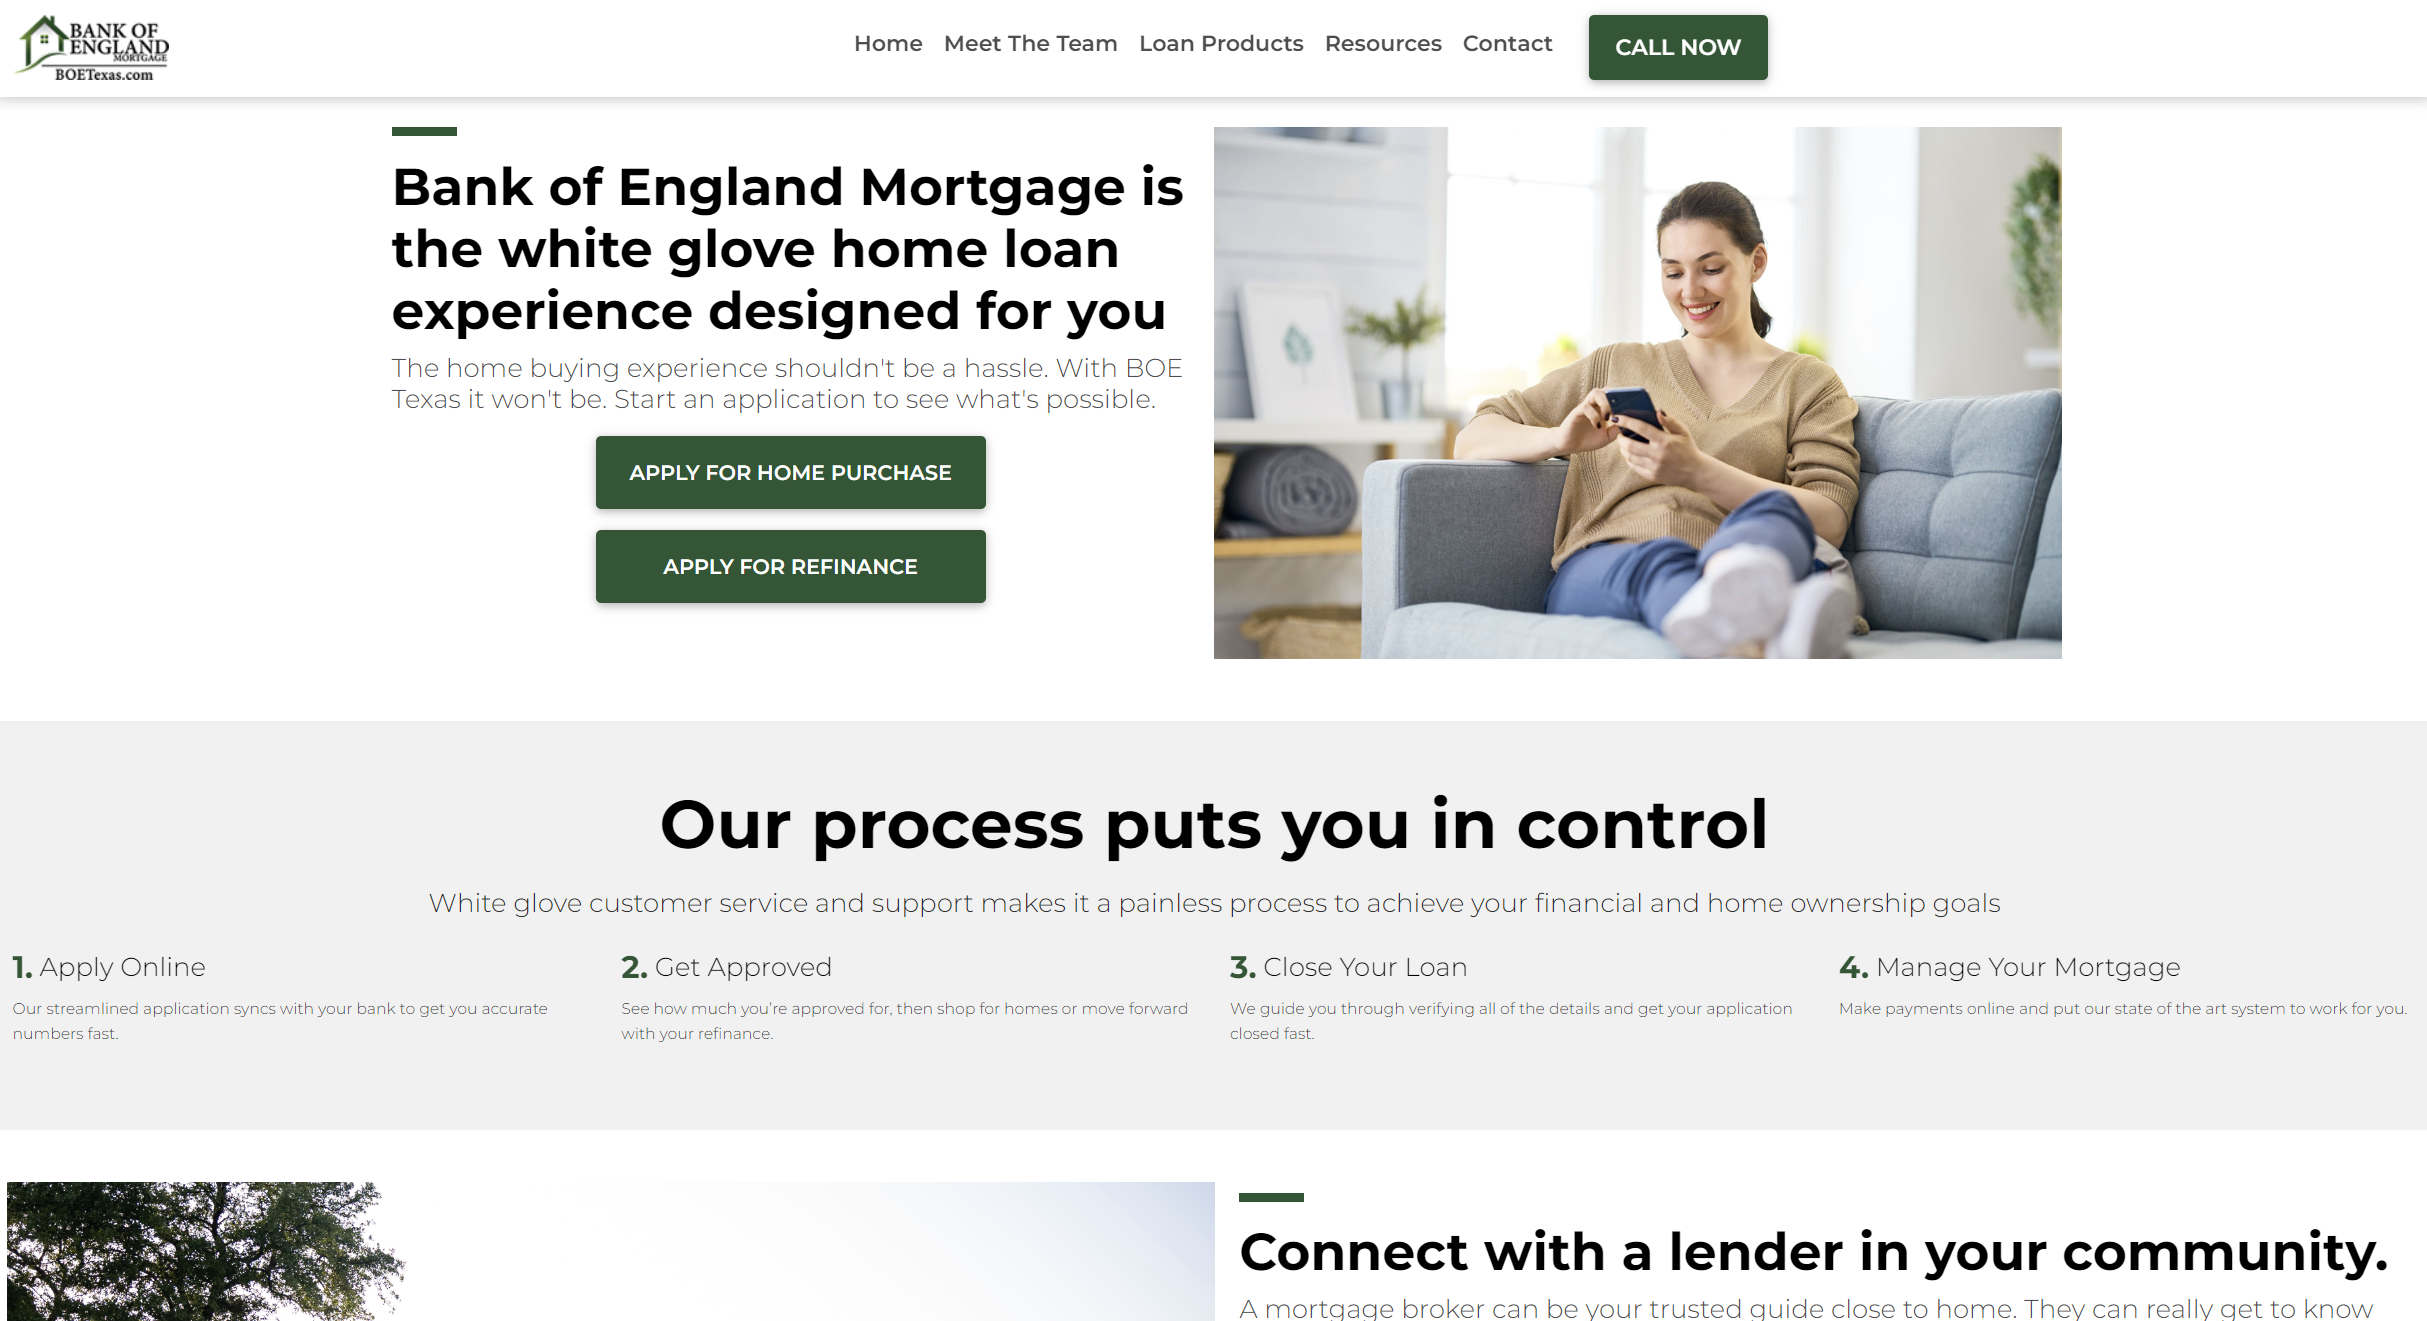 BANK OF
ENGLAND
MORTGAGE
BOETexas.com
Home Meet The Team Loan Products Resources Contact CALL NOW
Bank of England Mortgage is
the white glove home loan
experience designed for you
The home buying experience shouldn't be a hassle. With BOE
Texas it won't be. Start an application to see what's possible.
APPLY FOR HOME PURCHASE
APPLY FOR REFINANCE
Our process puts you in control
White glove customer service and support makes it a painless process to achieve your financial and home ownership goals
1. Apply Online
Our streamlined application syncs with your bank to get you accurate
numbers fast.
2. Get Approved
See how much you're approved for, then shop for homes or move forward
with your refinance.
3. Close Your Loan
We guide you through verifying all of the details and get your application
closed fast.
4. Manage Your Mortgage
Make payments online and put our state of the art system to work for you.
Connect with a lender in your community.
A mortgage broker can be your trusted guide close to home. They can really get to know